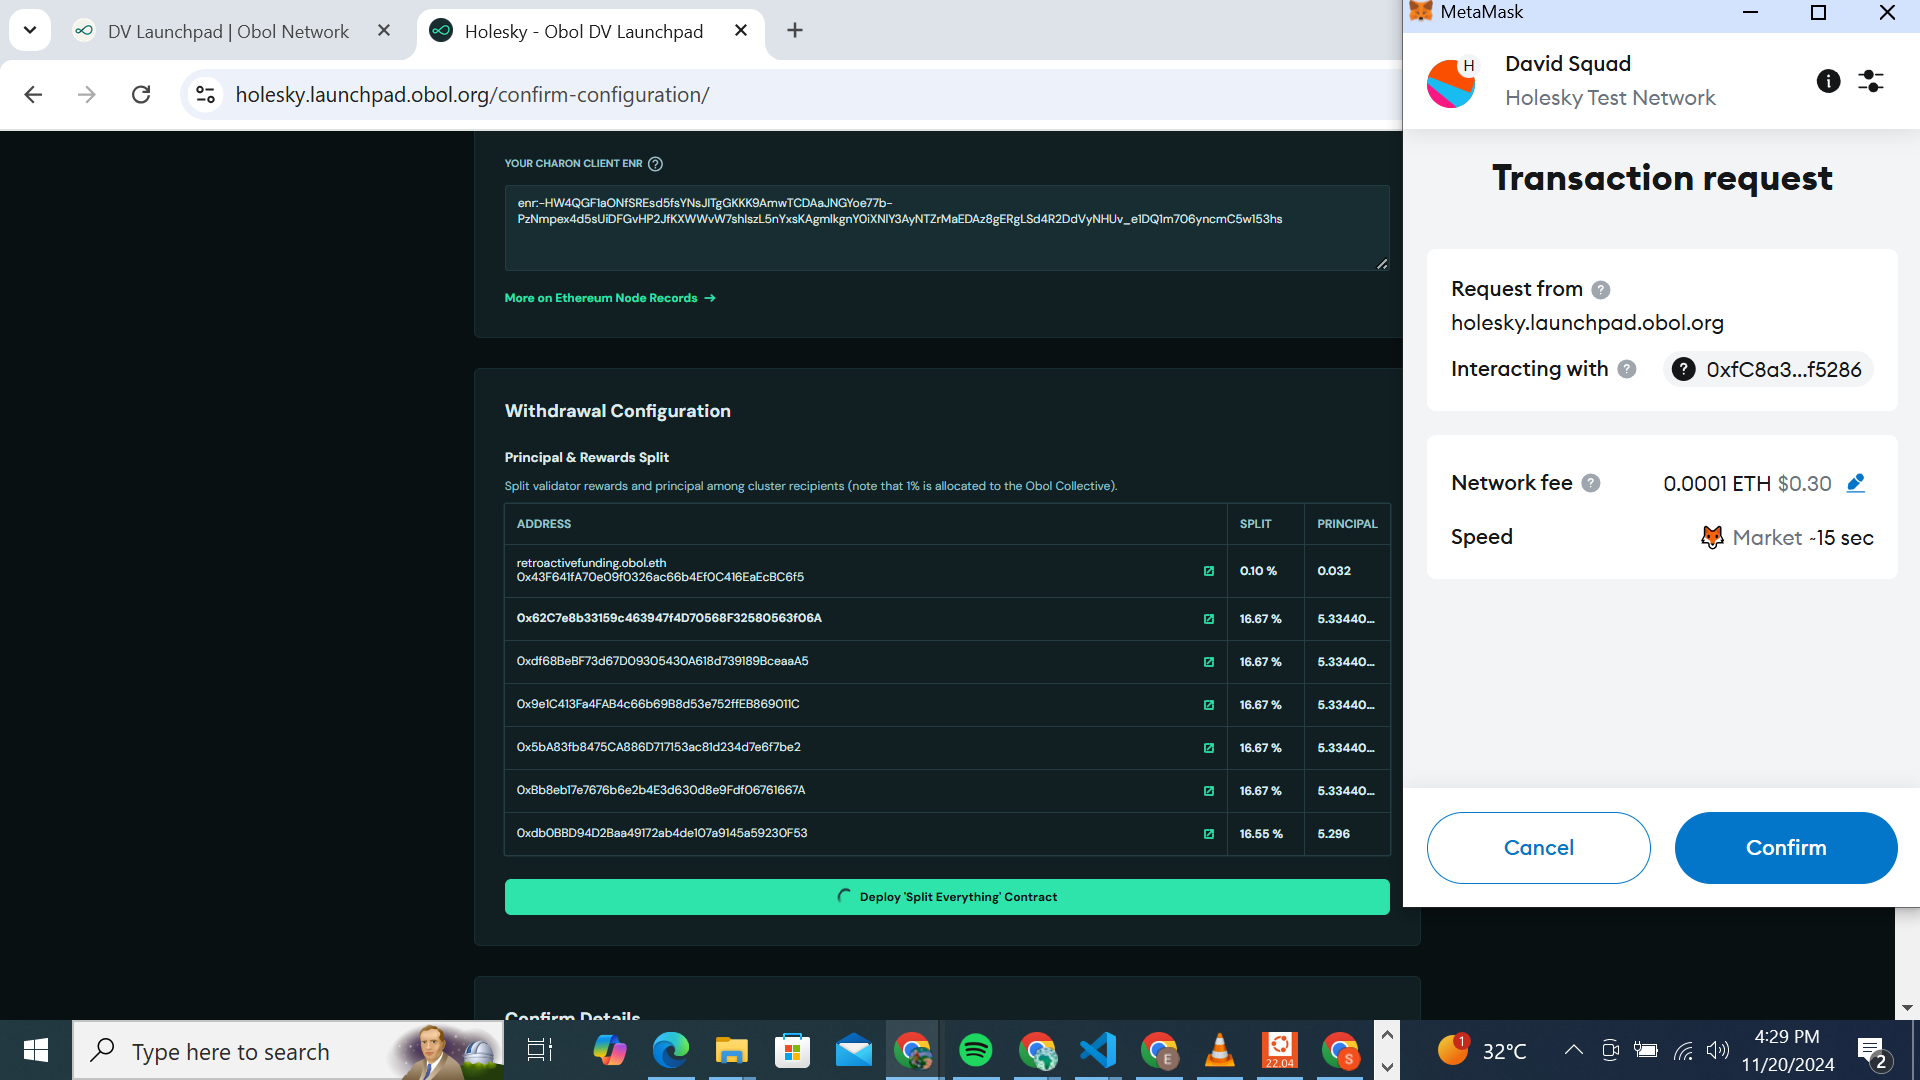 DV Launchpad | Obol Network
Holesky - Obol DV Launchpad
holesky.launchpad.obol.org/confirm-configuration/
YOUR CHARON CLIENT ENR ?
enr:-HW4QGF1aONfSREsd5fsYNsJlTgGKKK9AmwTCDAaJNGYoe77b-
PzNmpex4d5sUiDFGvHP2JfKXWWvW7shlszL5nYxsKAgmlkgnY0iXNlY3AyNTZrMaEDAz8gERgLSd4R2DdVyNHUv_e1DQ1m706yncmC5w153hs
More on Ethereum Node Records →
Withdrawal Configuration
Principal & Rewards Split
Split validator rewards and principal among cluster recipients (note that 1% is allocated to the Obol Collective).
ADDRESS SPLIT PRINCIPAL
retroactivefunding.obol.eth
0x43F641fA70e09f0326ac66b4Ef0C416EaEcBC6f5 0.10 % 0.032
0x62C7e8b33159c463947f4D70568F32580563f06A 16.67 % 5.33440...
0xdf68BeBF73d67D09305430A618d739189BceaaA5 16.67 % 5.33440...
0x9e1C413Fa4FAB4c66b69B8d53e752ffEB869011C 16.67 % 5.33440...
0x5bA83fb8475CA886D717153ac81d234d7e6f7be2 16.67 % 5.33440...
0xBb8eb17e7676b6e2b4E3d630d8e9Fdf06761667A 16.67 % 5.33440...
0xdb0BBD94D2Baa49172ab4de107a9145a59230F53 16.55 % 5.296
Deploy 'Split Everything' Contract
Confirm Details
MetaMask
H
David Squad
Holesky Test Network
Transaction request
Request from ?
holesky.launchpad.obol.org
Interacting with ? ? 0xfC8a3...f5286
Network fee ? 0.0001 ETH $0.30
Speed Market ~15 sec
Cancel
Confirm
Type here to search
E
22.04
S
1
32°C
4:29 PM
11/20/2024
2